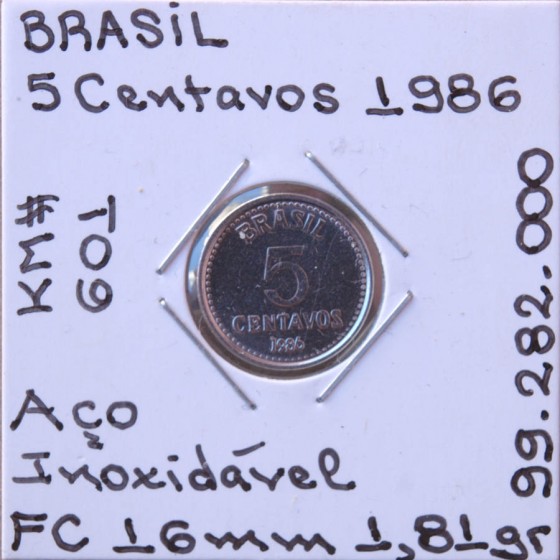 BRASIL
5 Centavos 1986
KM#
601
BRASIL
5
CENTAVOS
1986
99.282.000
Aço
Inoxidável
FC 16mm 1,81gr